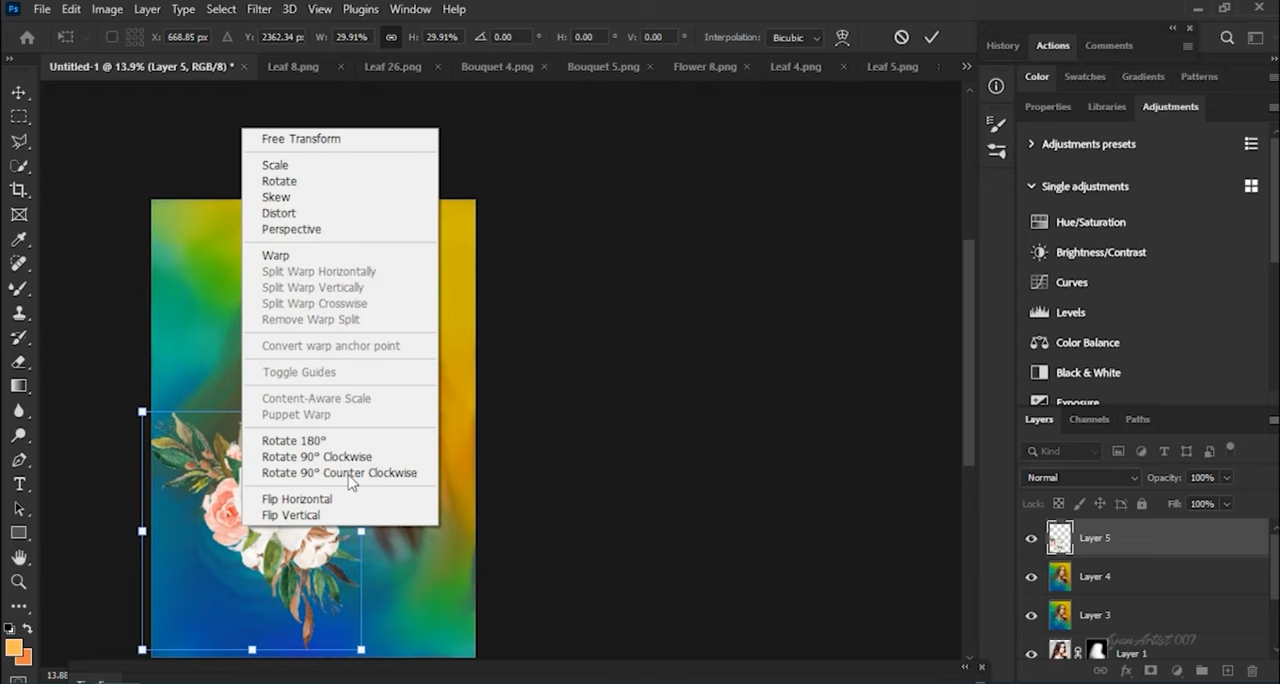 Ps File Edit Image Layer Type Select Filter 3D View Plugins Window Help
X: 668.85 px Y: 2362.34 px W: 29.91% H: 29.91% 0.00 ° H: 0.00 ° V: 0.00 ° Interpolation: Bicubic
Untitled-1 @ 13.9% (Layer 5, RGB/8) * Leaf 8.png Leaf 26.png Bouquet 4.png Bouquet 5.png Flower 8.png Leaf 4.png Leaf 5.png
History Actions Comments
Color Swatches Gradients Patterns
Properties Libraries Adjustments
Adjustments presets
Single adjustments
Hue/Saturation
Brightness/Contrast
Curves
Levels
Color Balance
Black & White
Exposure
Free Transform
Scale
Rotate
Skew
Distort
Perspective
Warp
Split Warp Horizontally
Split Warp Vertically
Split Warp Crosswise
Remove Warp Split
Convert warp anchor point
Toggle Guides
Content-Aware Scale
Puppet Warp
Rotate 180°
Rotate 90° Clockwise
Rotate 90° Counter Clockwise
Flip Horizontal
Flip Vertical
Layers Channels Paths
Kind
Normal Opacity: 100%
Lock: Fill: 100%
Layer 5
Layer 4
Layer 3
Layer 1
13.88